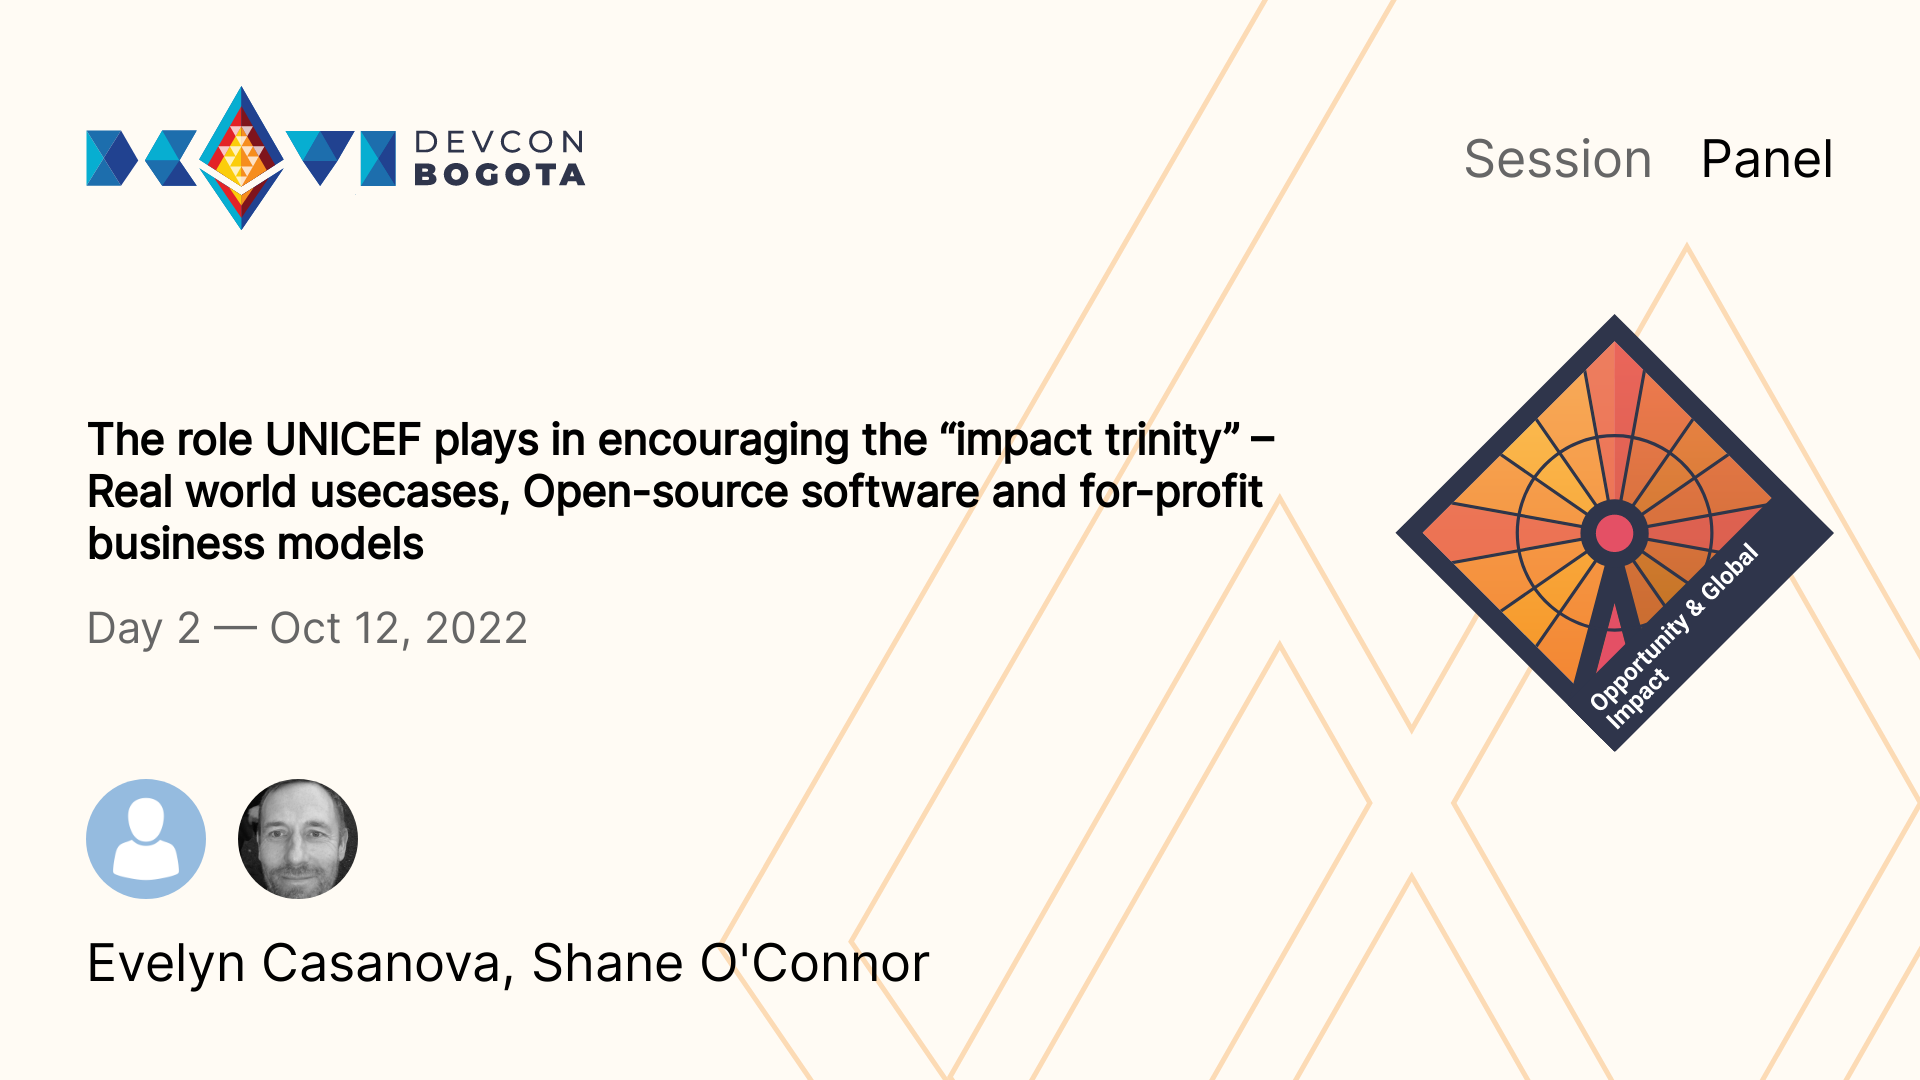 DEVCON
BOGOTA
Session Panel
The role UNICEF plays in encouraging the “impact trinity” –
Real world usecases, Open-source software and for-profit
business models
Day 2 — Oct 12, 2022
Opportunity & Global
Impact
Evelyn Casanova, Shane O'Connor